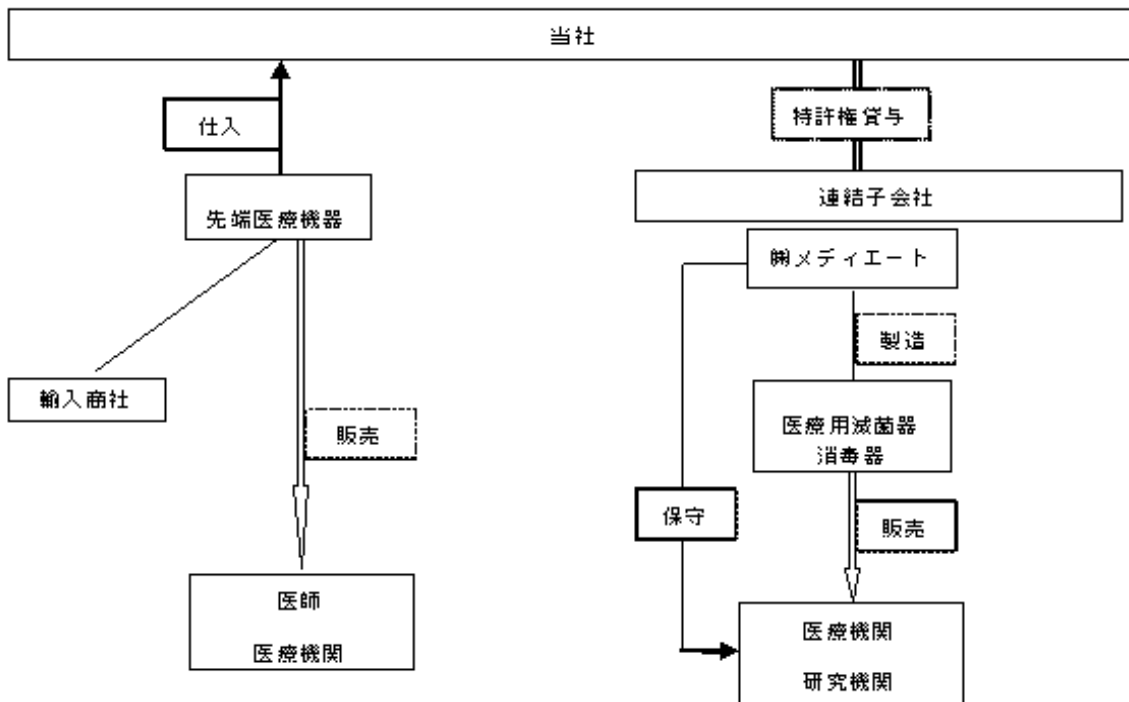 当社
仕入
特許権貸与
先端医療機器
連結子会社
㈱メディエート
製造
輸入商社
医療用滅菌器
消毒器
販売
保守
販売
医師
医療機関
医療機関
研究機関